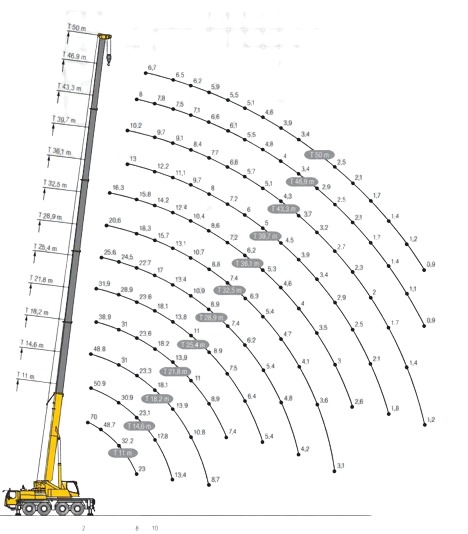 T 50 m
T 46,9 m
T 43,3 m
T 39,7 m
T 36,1 m
T 32,5 m
T 28,9 m
T 25,4 m
T 21,8 m
T 18,2 m
T 14,6 m
T 11 m
6,7 6.5 6.2 5.9 5,5 5.1 4.8 3,9 3,4 T 50 m 2,5 2,1 1,7 1.4 1,2 0,9
8 7,8 7,5 7,1 6.6 6,1 5.5 4,8 4 3,4 T 46,9 m 2,9 2,5 2,1 1.7 1.4 1,1 0,9
10,2 9,7 9,1 8,4 7,7 6,8 5,7 5,1 4,3 T 43,3 m 3,7 3,2 2,7 2,3 2 1,7 1,4 1,2
13 12,2 11,1 9,7 8 7,2 6 5 T 39,7 m 4,5 3,9 3,4 2,9 2,5 2,1 1,8
16,3 15,8 14,2 12,4 10,4 8.6 7,2 6,2 T 36,1 m 5,3 4,6 4 3,5 3 2,6
20,6 18,3 15,7 13,1 10,7 8,8 7.4 T 32,5 m 6,3 5,4 4,7 4,1 3,6 3,1
25,6 24,5 22,7 17 13,4 10,9 8,9 T 28,9 m 7,4 6,2 5,4 4,8 4,2
31,9 28,9 23,6 18,1 13,8 11 T 25,4 m 8,9 7,5 6,4 5,4
38,9 31 23,6 18,2 13,9 T 21,8 m 11 8,9 7,4
48,8 31 23,3 18,1 T 18,2 m 13,9 10,8 8,7
50,9 30,9 23,1 T 14,6 m 17,8 13,4
70 48,7 32,2 T 11 m 23
2 8 10